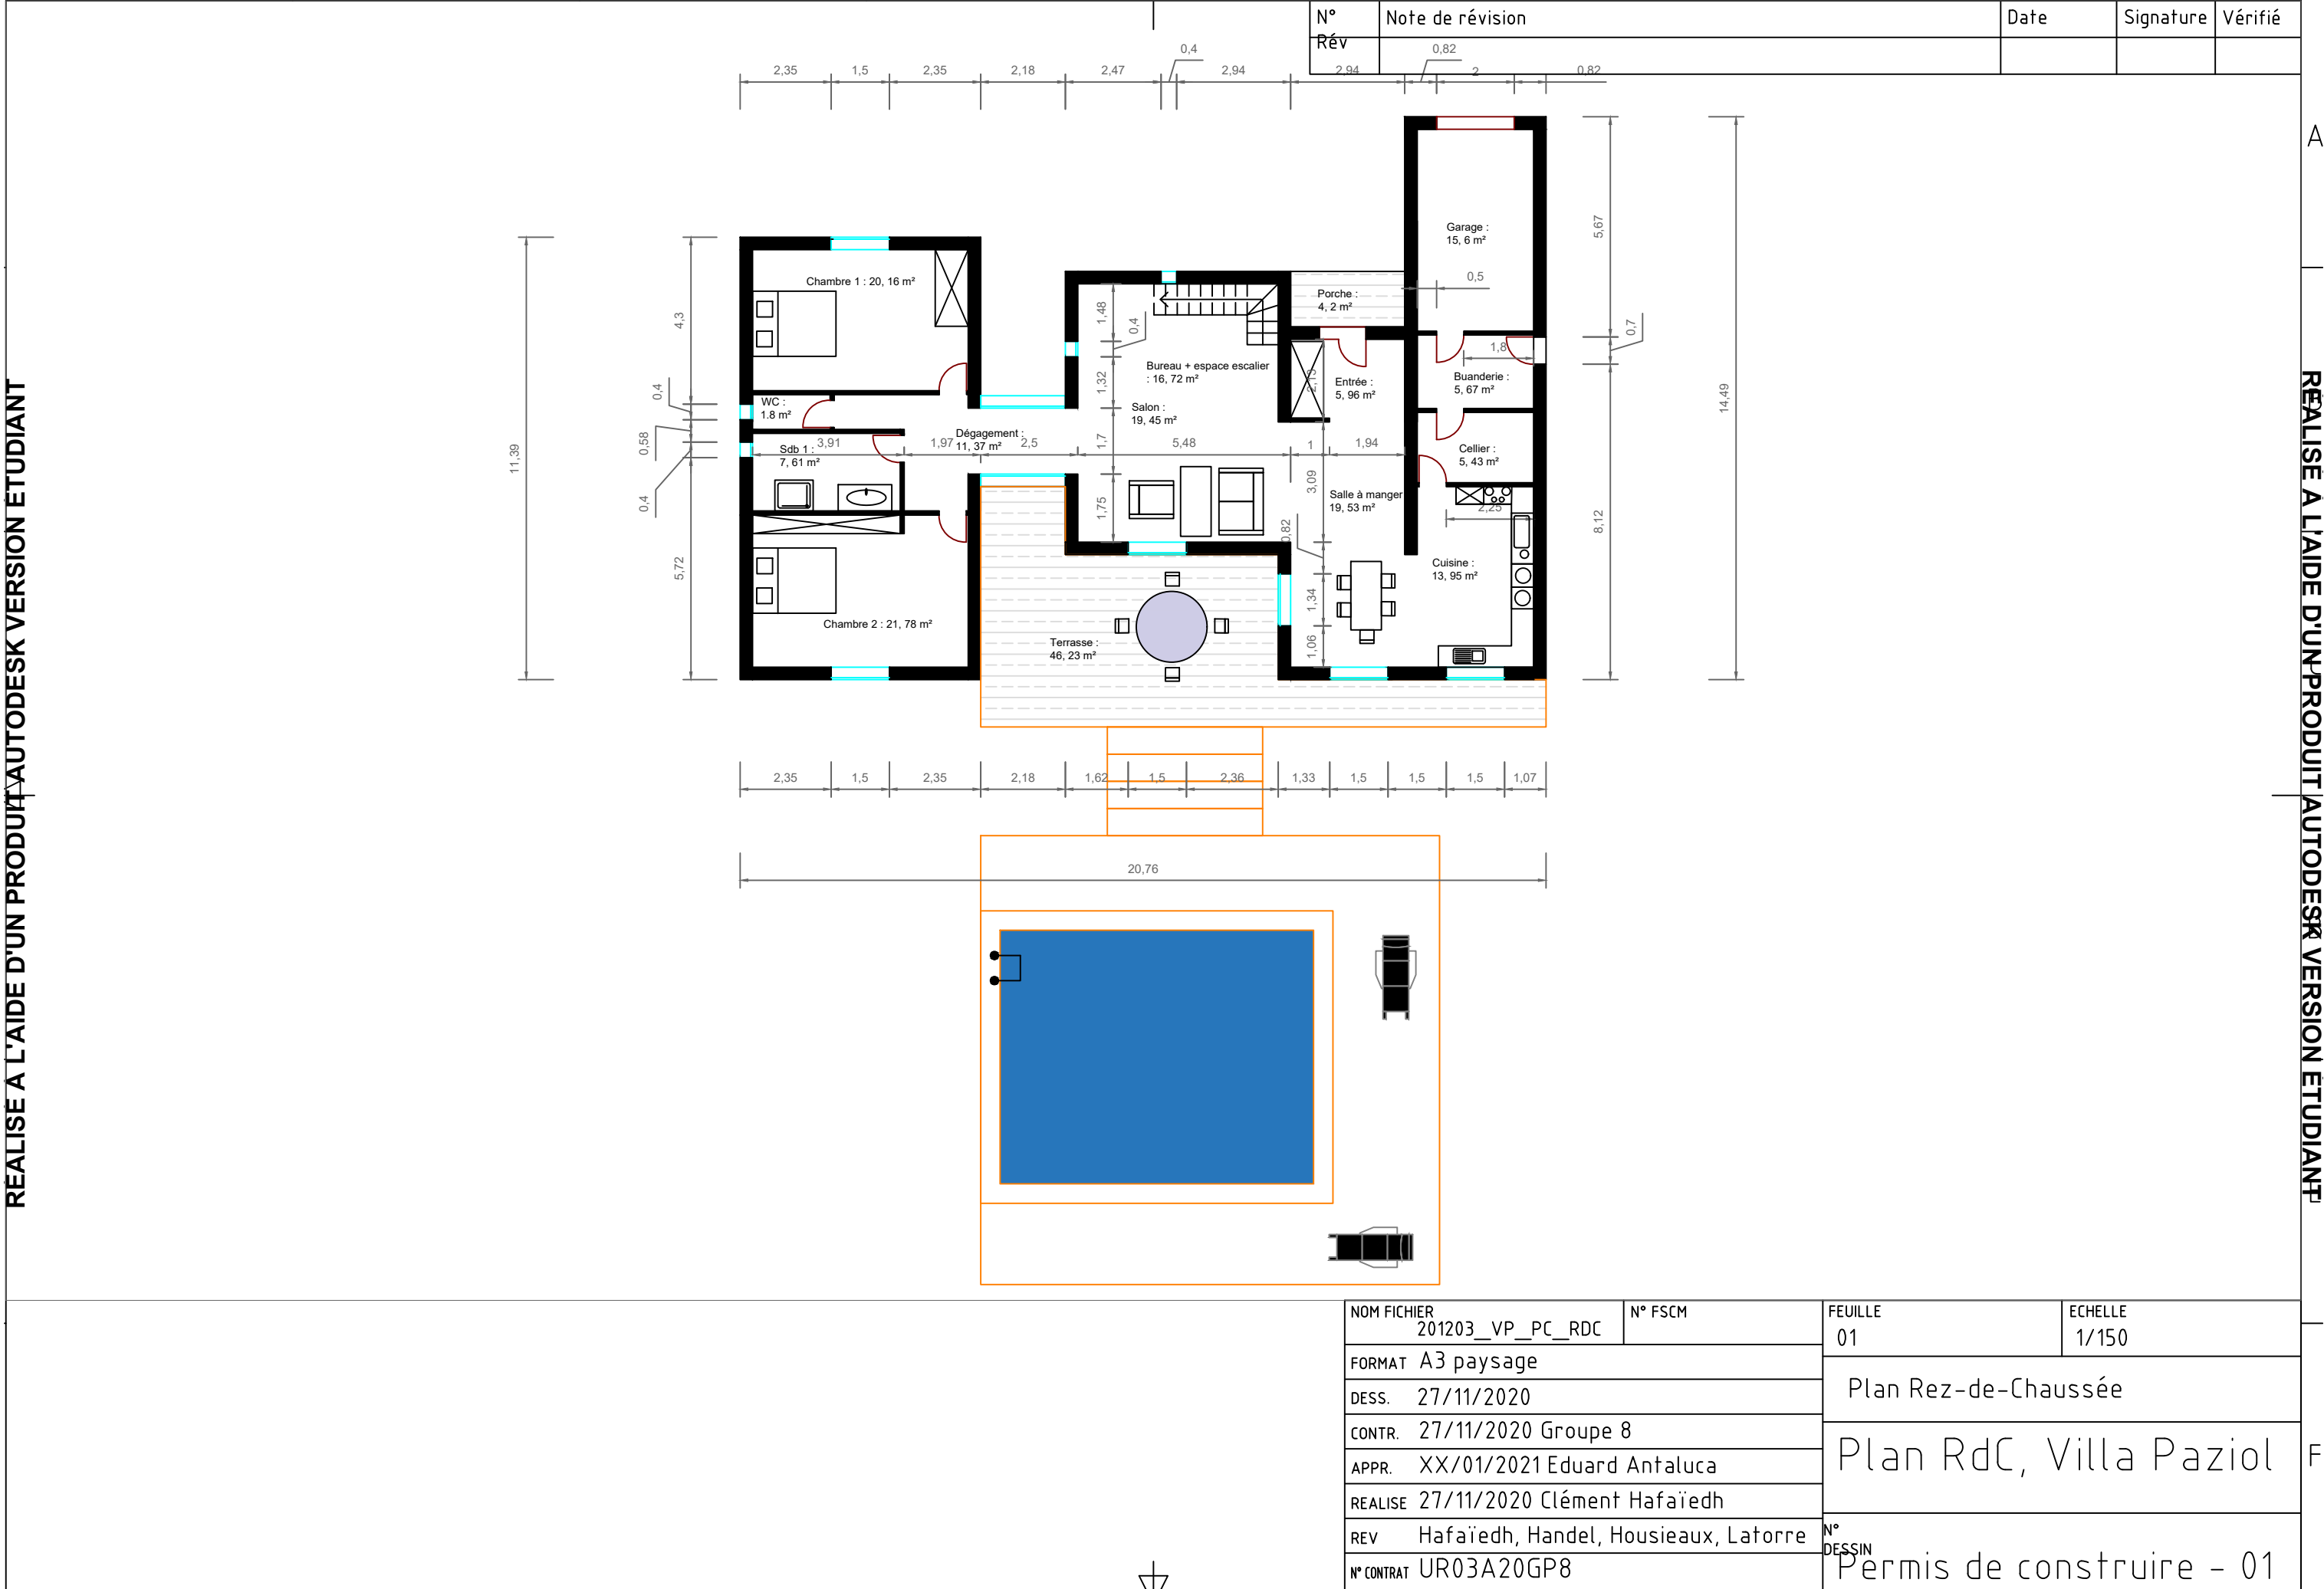 N°
Rév
Note de révision
Date
Signature
Vérifié
0,4
0,82
2,35
1,5
2,35
2,18
2,47
2,94
2,94
2
0,82
A
Garage :
15, 6 m²
5,67
0,5
Chambre 1 : 20, 16 m²
Porche :
4, 2 m²
4,3
1,48
0,4
0,7
1,8
Bureau + espace escalier
: 16, 72 m²
1,32
2,13
Entrée :
5, 96 m²
Buanderie :
5, 67 m²
14,49
0,4
WC :
1.8 m²
Salon :
19, 45 m²
11,39
0,58
Dégagement :
11, 37 m²
Sdb 1 :
7, 61 m²
3,91
1,97
2,5
1,7
5,48
1
1,94
Cellier :
5, 43 m²
0,4
1,75
3,09
Salle à manger
19, 53 m²
2,25
0,82
8,12
5,72
Cuisine :
13, 95 m²
1,34
Chambre 2 : 21, 78 m²
Terrasse :
46, 23 m²
1,06
2,35
1,5
2,35
2,18
1,62
1,5
2,36
1,33
1,5
1,5
1,5
1,07
20,76
REALISE A L'AIDE D'UN PRODUIT AUTODESK VERSION ETUDIANT
REALISE A L'AIDE D'UN PRODUIT AUTODESK VERSION ETUDIANT
NOM FICHIER
201203_VP_PC_RDC
N° FSCM
FEUILLE
01
ECHELLE
1/150
FORMAT A3 paysage
DESS. 27/11/2020
CONTR. 27/11/2020 Groupe 8
APPR. XX/01/2021 Eduard Antaluca
REALISE 27/11/2020 Clément Hafaïedh
REV Hafaïedh, Handel, Housieaux, Latorre
N° CONTRAT UR03A20GP8
Plan Rez-de-Chaussée
Plan RdC, Villa Paziol
F
N°
DESSIN
Permis de construire - 01